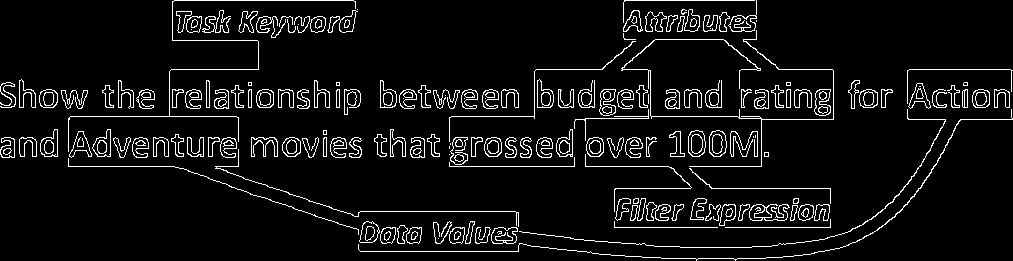 Task Keyword Attributes
Show the relationship between budget and rating for Action
and Adventure movies that grossed over 100M.
Filter Expression
Data Values